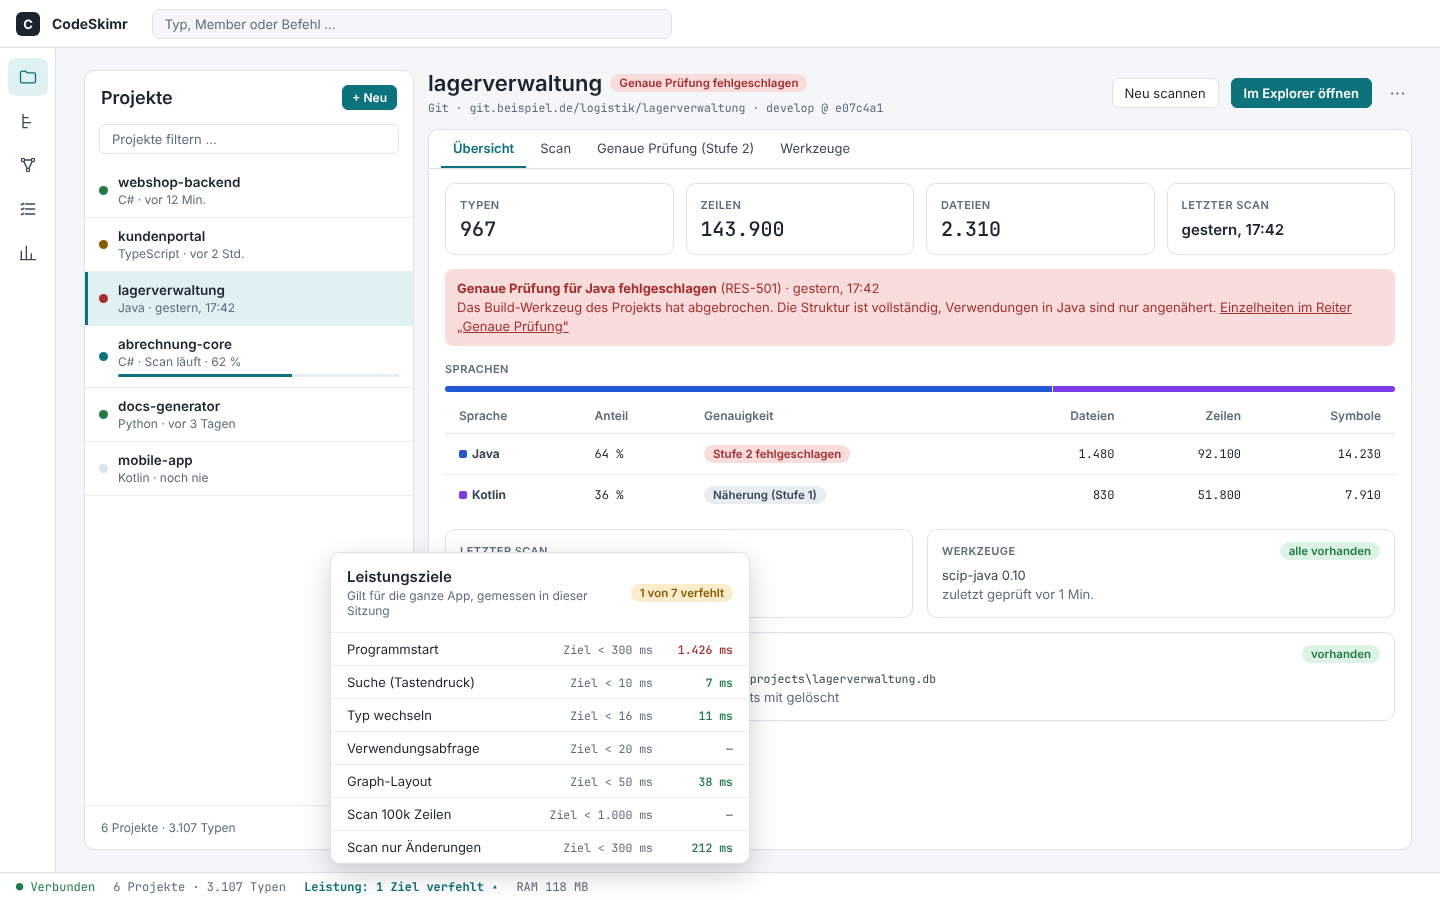 C CodeSkimr
Typ, Member oder Befehl ...
Projekte
+ Neu
Projekte filtern ...
webshop-backend
C# · vor 12 Min.
kundenportal
TypeScript · vor 2 Std.
lagerverwaltung
Java · gestern, 17:42
abrechnung-core
C# · Scan läuft · 62 %
docs-generator
Python · vor 3 Tagen
mobile-app
Kotlin · noch nie
6 Projekte · 3.107 Typen
lagerverwaltung Genaue Prüfung fehlgeschlagen
Git · git.beispiel.de/logistik/lagerverwaltung · develop @ e07c4a1
Neu scannen
Im Explorer öffnen
···
Übersicht Scan Genaue Prüfung (Stufe 2) Werkzeuge
TYPEN
967
ZEILEN
143.900
DATEIEN
2.310
LETZTER SCAN
gestern, 17:42
Genaue Prüfung für Java fehlgeschlagen (RES-501) · gestern, 17:42
Das Build-Werkzeug des Projekts hat abgebrochen. Die Struktur ist vollständig, Verwendungen in Java sind nur angenähert. Einzelheiten im Reiter
„Genaue Prüfung"
SPRACHEN
Sprache Anteil Genauigkeit Dateien Zeilen Symbole
Java 64 % Stufe 2 fehlgeschlagen 1.480 92.100 14.230
Kotlin 36 % Näherung (Stufe 1) 830 51.800 7.910
LETZTER SCAN
WERKZEUGE
alle vorhanden
scip-java 0.10
zuletzt geprüft vor 1 Min.
vorhanden
projects\lagerverwaltung.db
ts mit gelöscht
Leistungsziele
Gilt für die ganze App, gemessen in dieser
Sitzung
1 von 7 verfehlt
Programmstart Ziel < 300 ms 1.426 ms
Suche (Tastendruck) Ziel < 10 ms 7 ms
Typ wechseln Ziel < 16 ms 11 ms
Verwendungsabfrage Ziel < 20 ms –
Graph-Layout Ziel < 50 ms 38 ms
Scan 100k Zeilen Ziel < 1.000 ms –
Scan nur Änderungen Ziel < 300 ms 212 ms
Verbunden 6 Projekte · 3.107 Typen Leistung: 1 Ziel verfehlt ▴ RAM 118 MB